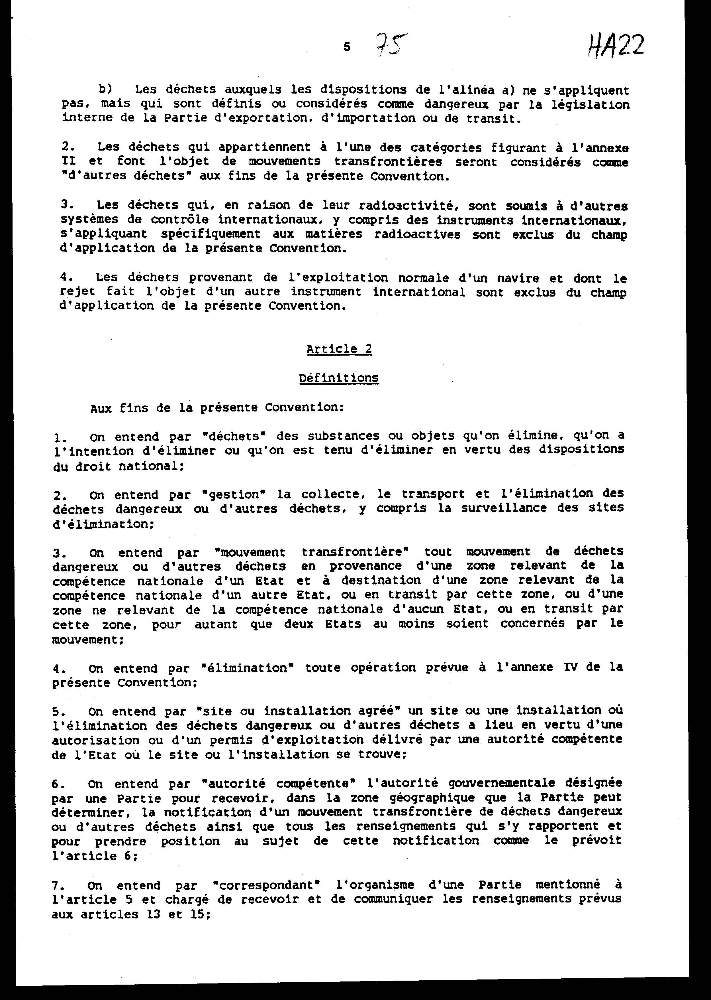 5 75 HA22
b) Les déchets auxquels les dispositions de l'alinéa a) ne s'appliquent
pas, mais qui sont définis ou considérés comme dangereux par la législation
interne de la Partie d'exportation, d'importation ou de transit.
2. Les déchets qui appartiennent à l'une des catégories figurant à l'annexe
II et font l'objet de mouvements transfrontières seront considérés comme
"d'autres déchets" aux fins de la présente Convention.
3. Les déchets qui, en raison de leur radioactivité, sont soumis à d'autres
systèmes de contrôle internationaux, y compris des instruments internationaux,
s'appliquant spécifiquement aux matières radioactives sont exclus du champ
d'application de la présente Convention.
4. Les déchets provenant de l'exploitation normale d'un navire et dont le
rejet fait l'objet d'un autre instrument international sont exclus du champ
d'application de la présente Convention.
Article 2
Définitions
Aux fins de la présente Convention:
1. On entend par "déchets" des substances ou objets qu'on élimine, qu'on a
l'intention d'éliminer ou qu'on est tenu d'éliminer en vertu des dispositions
du droit national;
2. On entend par "gestion" la collecte, le transport et l'élimination des
déchets dangereux ou d'autres déchets, y compris la surveillance des sites
d'élimination;
3. On entend par "mouvement transfrontière" tout mouvement de déchets
dangereux ou d'autres déchets en provenance d'une zone relevant de la
compétence nationale d'un Etat et à destination d'une zone relevant de la
compétence nationale d'un autre Etat, ou en transit par cette zone, ou d'une
zone ne relevant de la compétence nationale d'aucun Etat, ou en transit par
cette zone, pour autant que deux Etats au moins soient concernés par le
mouvement;
4. On entend par "élimination" toute opération prévue à l'annexe IV de la
présente Convention;
5. On entend par "site ou installation agréé" un site ou une installation où
l'élimination des déchets dangereux ou d'autres déchets a lieu en vertu d'une
autorisation ou d'un permis d'exploitation délivré par une autorité compétente
de l'Etat où le site ou l'installation se trouve;
6. On entend par "autorité compétente" l'autorité gouvernementale désignée
par une Partie pour recevoir, dans la zone géographique que la Partie peut
déterminer, la notification d'un mouvement transfrontière de déchets dangereux
ou d'autres déchets ainsi que tous les renseignements qui s'y rapportent et
pour prendre position au sujet de cette notification comme le prévoit
l'article 6;
7. On entend par "correspondant" l'organisme d'une Partie mentionné à
l'article 5 et chargé de recevoir et de communiquer les renseignements prévus
aux articles 13 et 15;